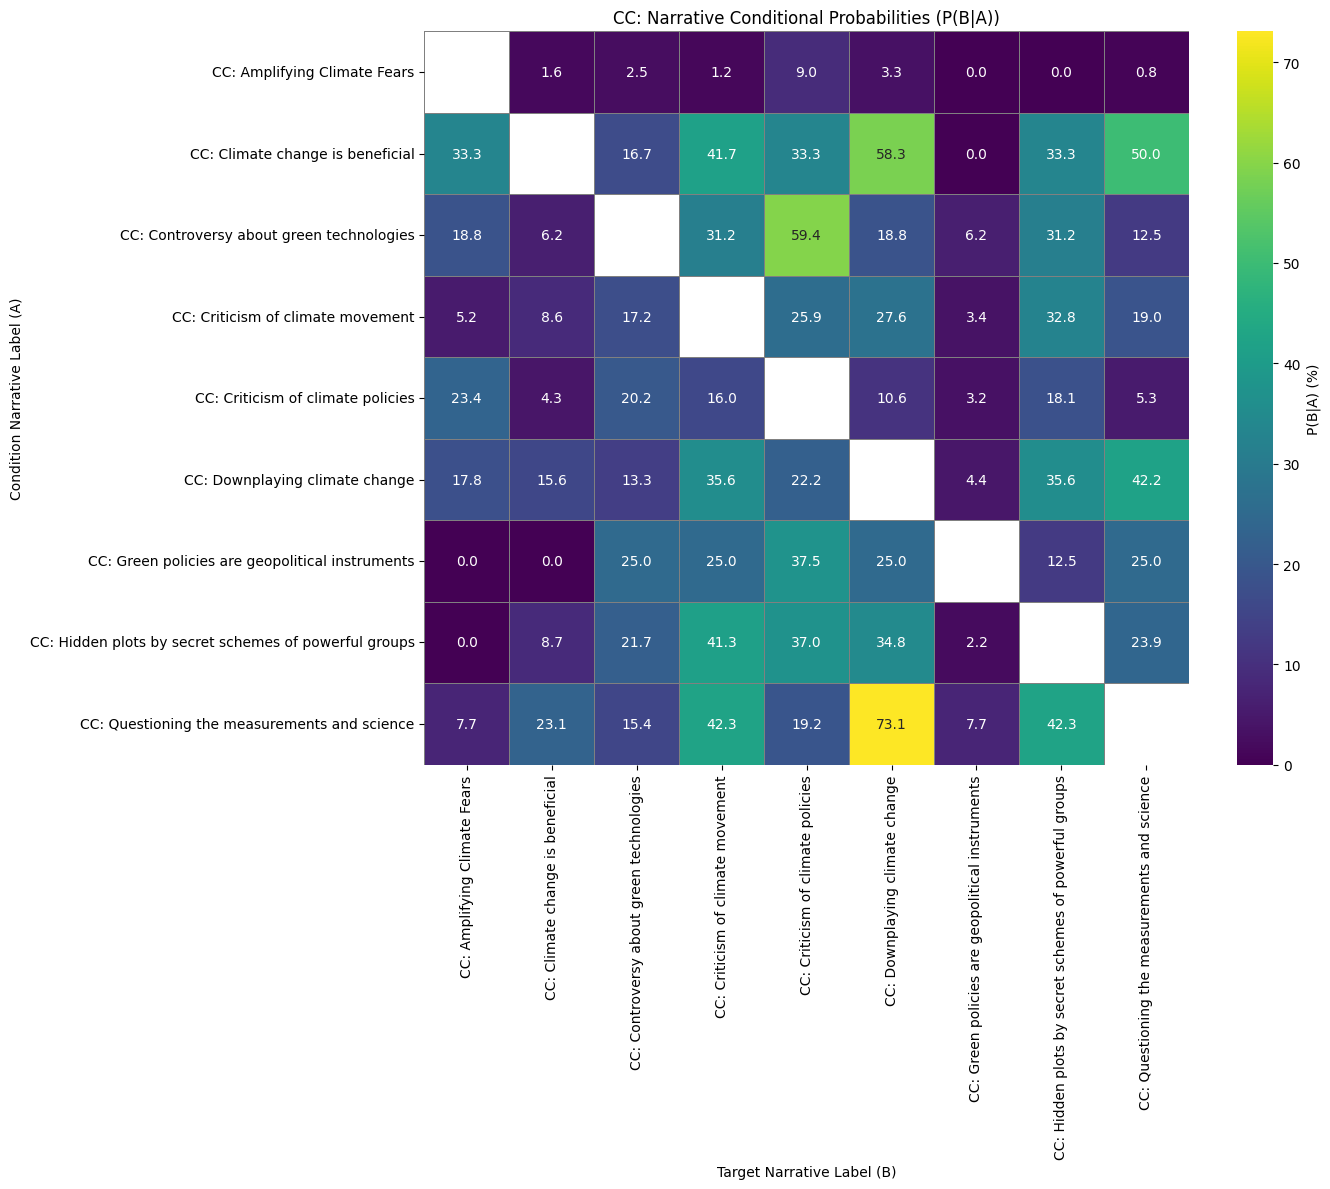 CC: Narrative Conditional Probabilities (P(B|A))
Condition Narrative Label (A)
CC: Amplifying Climate Fears 1.6 2.5 1.2 9.0 3.3 0.0 0.0 0.8
CC: Climate change is beneficial 33.3 16.7 41.7 33.3 58.3 0.0 33.3 50.0
CC: Controversy about green technologies 18.8 6.2 31.2 59.4 18.8 6.2 31.2 12.5
CC: Criticism of climate movement 5.2 8.6 17.2 25.9 27.6 3.4 32.8 19.0
CC: Criticism of climate policies 23.4 4.3 20.2 16.0 10.6 3.2 18.1 5.3
CC: Downplaying climate change 17.8 15.6 13.3 35.6 22.2 4.4 35.6 42.2
CC: Green policies are geopolitical instruments 0.0 0.0 25.0 25.0 37.5 25.0 12.5 25.0
CC: Hidden plots by secret schemes of powerful groups 0.0 8.7 21.7 41.3 37.0 34.8 2.2 23.9
CC: Questioning the measurements and science 7.7 23.1 15.4 42.3 19.2 73.1 7.7 42.3
CC: Amplifying Climate Fears
CC: Climate change is beneficial
CC: Controversy about green technologies
CC: Criticism of climate movement
CC: Criticism of climate policies
CC: Downplaying climate change
CC: Green policies are geopolitical instruments
CC: Hidden plots by secret schemes of powerful groups
CC: Questioning the measurements and science
Target Narrative Label (B)
70
60
50
40
30
20
10
0
P(B|A) (%)